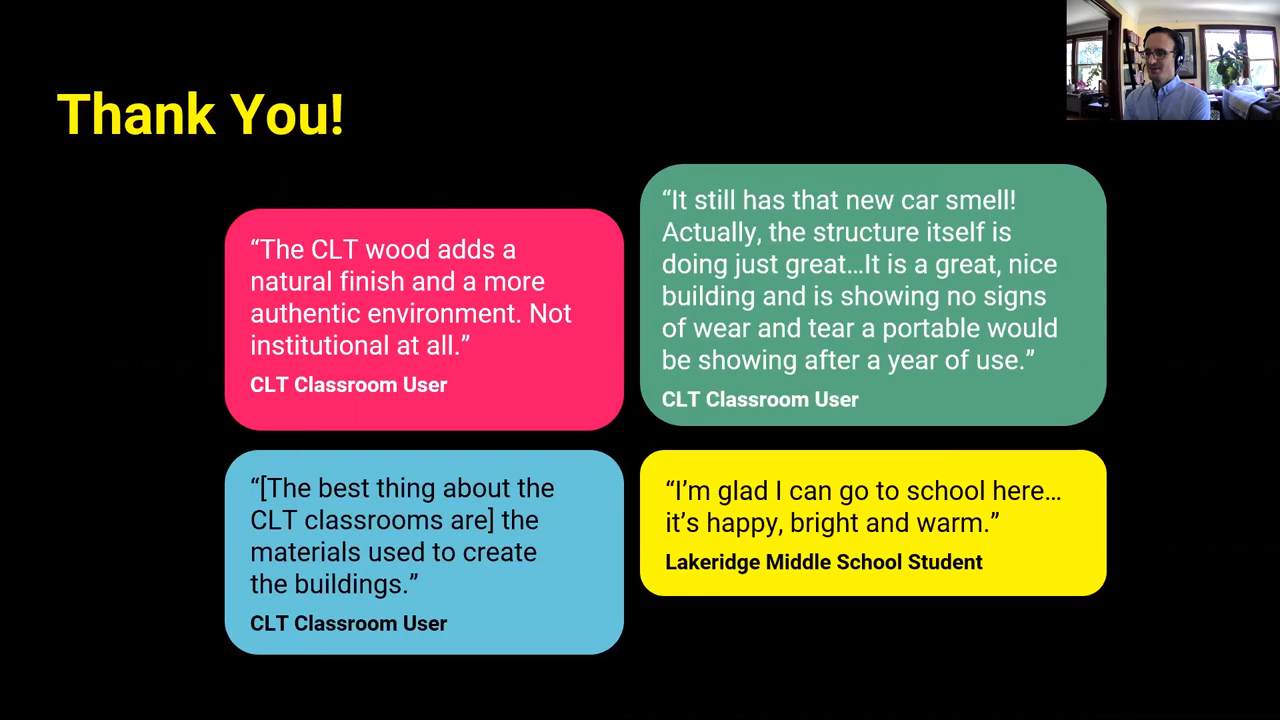 Thank You!
“The CLT wood adds a
natural finish and a more
authentic environment. Not
institutional at all.”
CLT Classroom User
“It still has that new car smell!
Actually, the structure itself is
doing just great…It is a great, nice
building and is showing no signs
of wear and tear a portable would
be showing after a year of use.”
CLT Classroom User
“[The best thing about the
CLT classrooms are] the
materials used to create
the buildings.”
CLT Classroom User
“I’m glad I can go to school here…
it’s happy, bright and warm.”
Lakeridge Middle School Student